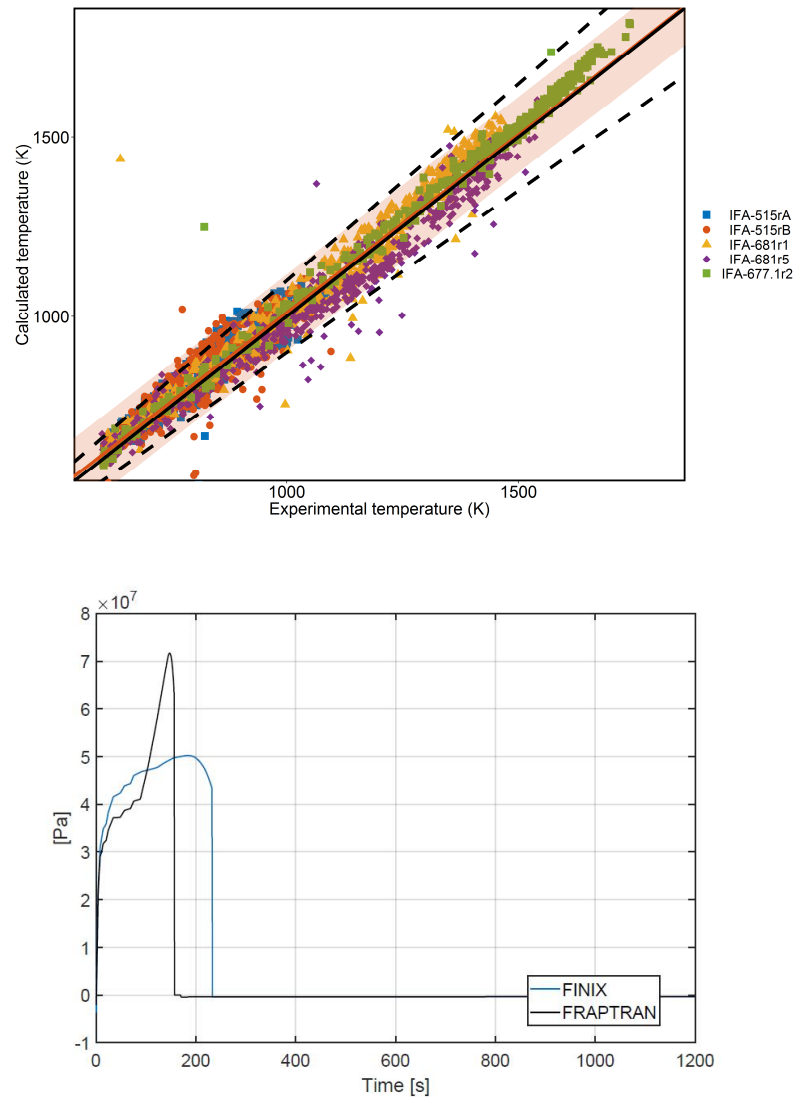 1500
1000
Calculated temperature (K)
1000
1500
Experimental temperature (K)
IFA-515rA
IFA-515rB
IFA-681r1
IFA-681r5
IFA-677.1r2
×10⁷
8
7
6
5
4
3
2
1
0
-1
[Pa]
0
200
400
600
800
1000
1200
Time [s]
FINIX
FRAPTRAN